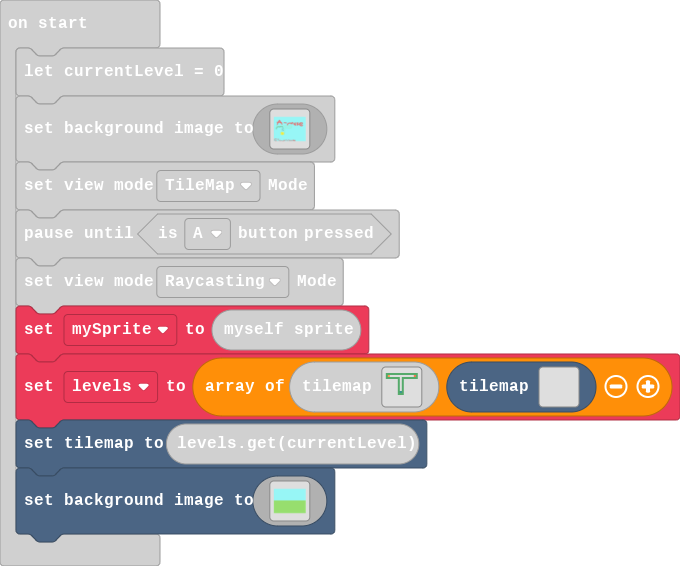 on start
let currentLevel = 0
set background image to
set view mode TileMap Mode
pause until is A button pressed
set view mode Raycasting Mode
set mySprite to myself sprite
set levels to array of tilemap tilemap
set tilemap to levels.get(currentLevel)
set background image to